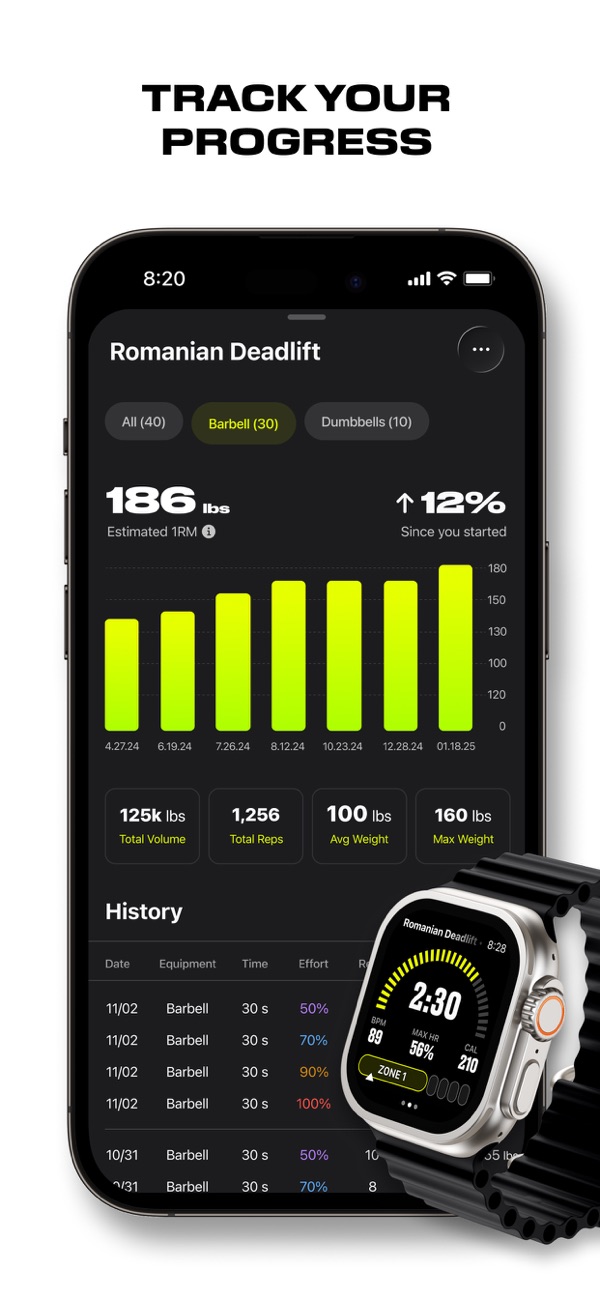 TRACK YOUR
PROGRESS
8:20
Romanian Deadlift
All (40) Barbell (30) Dumbbells (10)
186 lbs ↑ 12%
Estimated 1RM Since you started
180
150
130
100
120
0
4.27.24 6.19.24 7.26.24 8.12.24 10.23.24 12.28.24 01.18.25
125k lbs 1,256 100 lbs 160 lbs
Total Volume Total Reps Avg Weight Max Weight
History
Date Equipment Time Effort
11/02 Barbell 30 s 50%
11/02 Barbell 30 s 70%
11/02 Barbell 30 s 90%
11/02 Barbell 30 s 100%
10/31 Barbell 30 s 50% 10
Barbell 30 s 70% 8
Romanian Deadlift 8:28
2:30
BPM MAX HR CAL
89 56% 210
ZONE 1